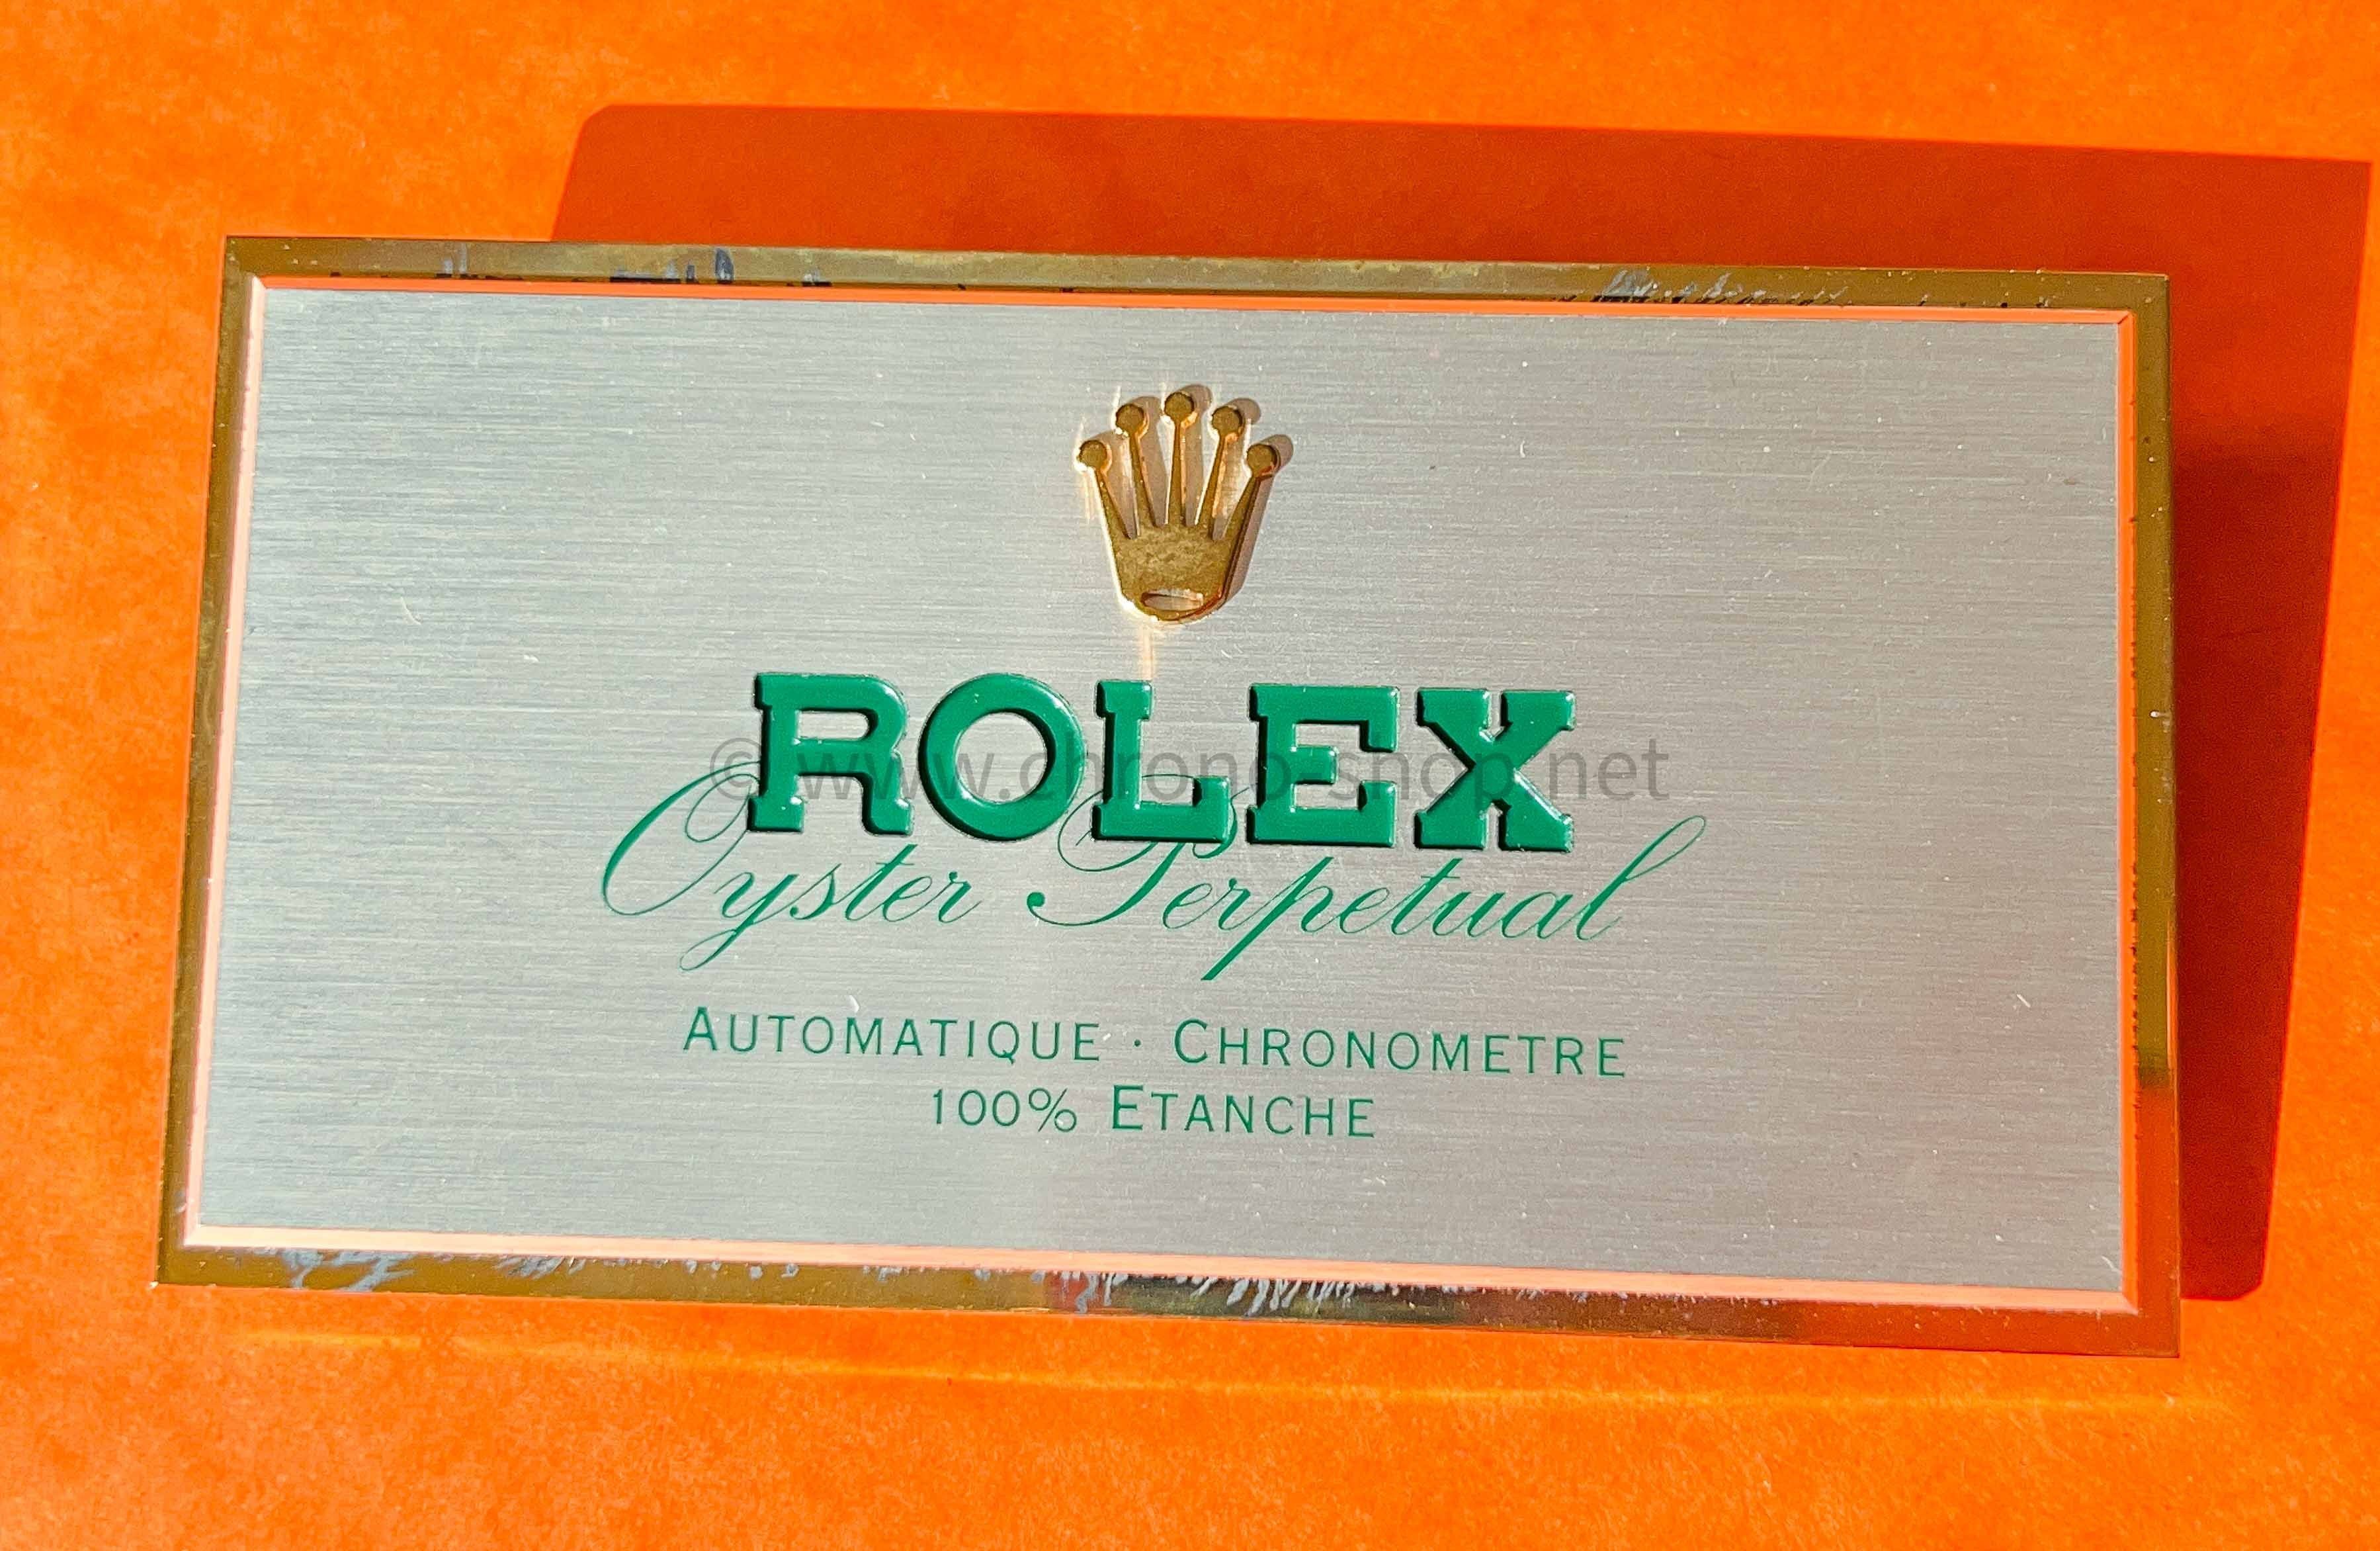 ROLEX
© www.chrono-shop.net
Oyster Perpetual
AUTOMATIQUE · CHRONOMETRE
100% ETANCHE